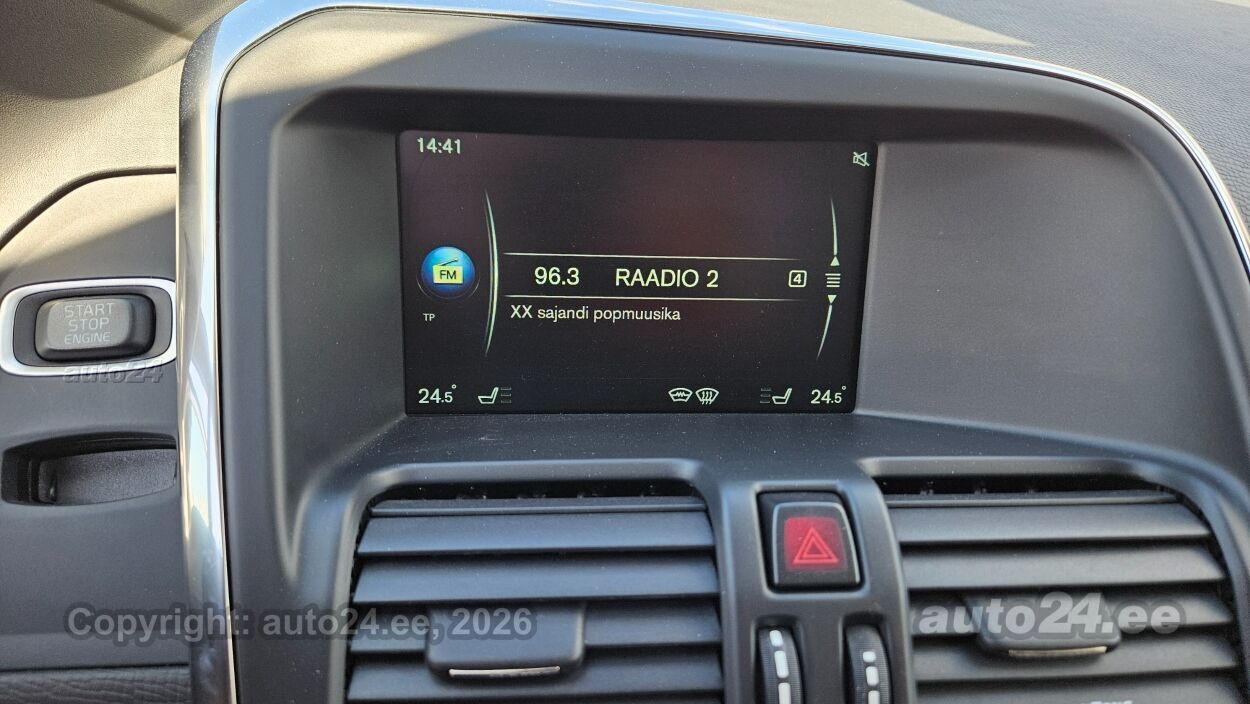 14:41
FM
96.3 RAADIO 2 4
TP
XX sajandi popmuusika
24.5° 24.5°
START
STOP
ENGINE
auto24
Copyright:: auto24.ee, 2026
auto24.ee